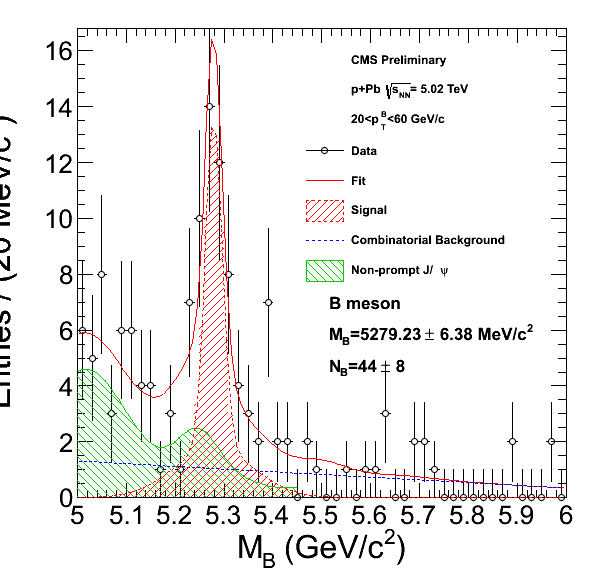 CMS Preliminary
p+Pb √sNN= 5.02 TeV
20<pTB<60 GeV/c
Data
Fit
Signal
Combinatorial Background
Non-prompt J/ ψ
B meson
MB=5279.23 ± 6.38 MeV/c2
NB=44 ± 8
16
14
12
10
8
6
4
2
0
Entries / (20 MeV/c
5 5.1 5.2 5.3 5.4 5.5 5.6 5.7 5.8 5.9 6
MB (GeV/c2)